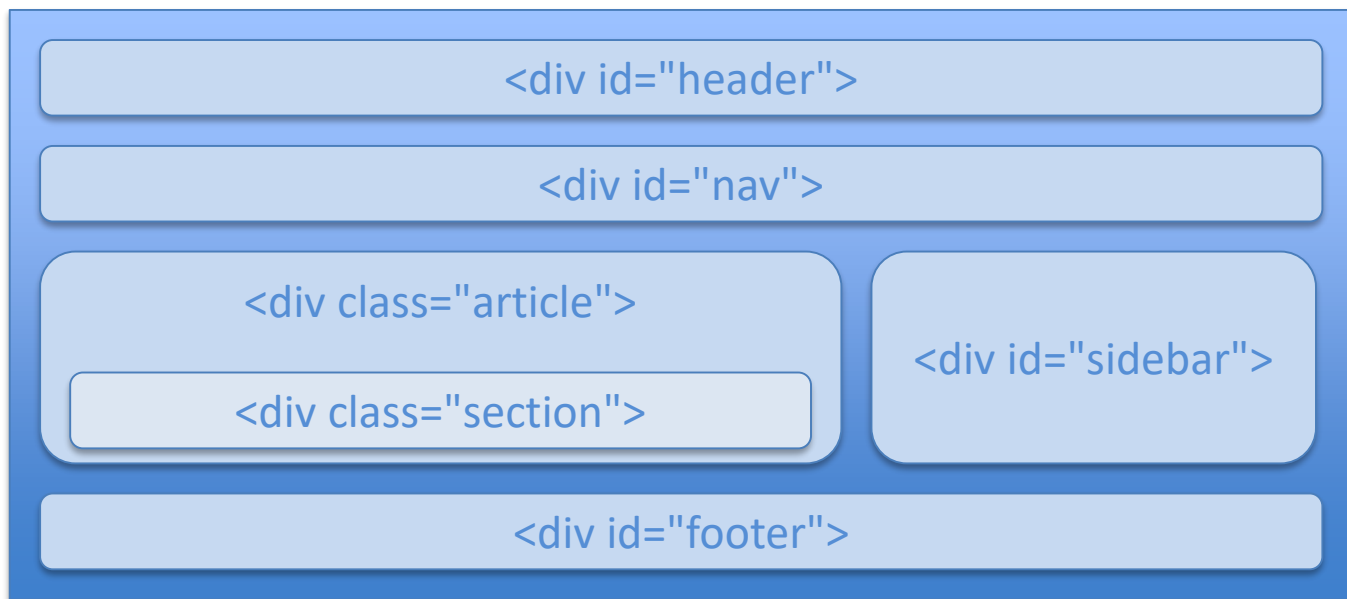 <div id="header">
<div id="nav">
<div class="article">
<div class="section">
<div id="sidebar">
<div id="footer">